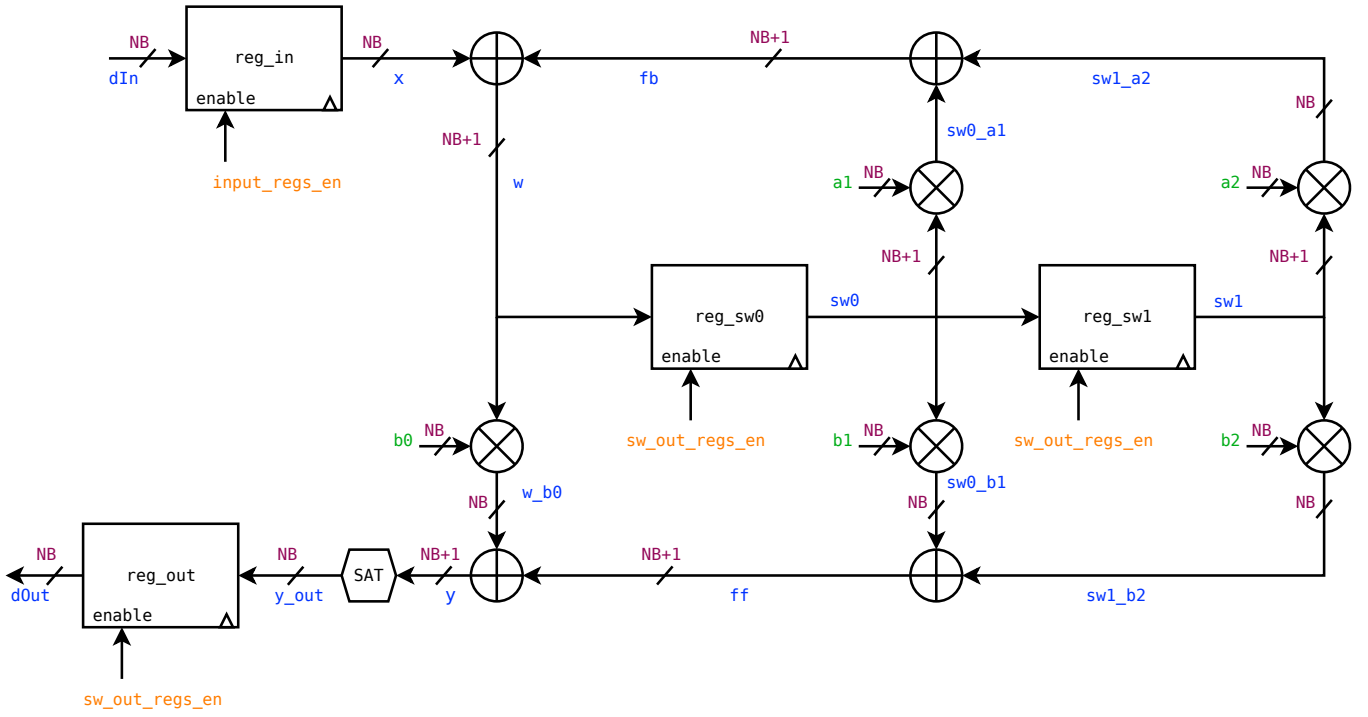 NB
dIn
reg_in
enable
input_regs_en
NB
x
NB+1
fb
sw1_a2
NB
NB+1
w
sw0_a1
a1
NB
a2
NB
NB+1
NB+1
reg_sw0
enable
sw_out_regs_en
sw0
reg_sw1
enable
sw_out_regs_en
sw1
b0
NB
b1
NB
b2
NB
NB
w_b0
NB
sw0_b1
NB
NB
dOut
reg_out
enable
sw_out_regs_en
NB
y_out
SAT
NB+1
y
NB+1
ff
sw1_b2